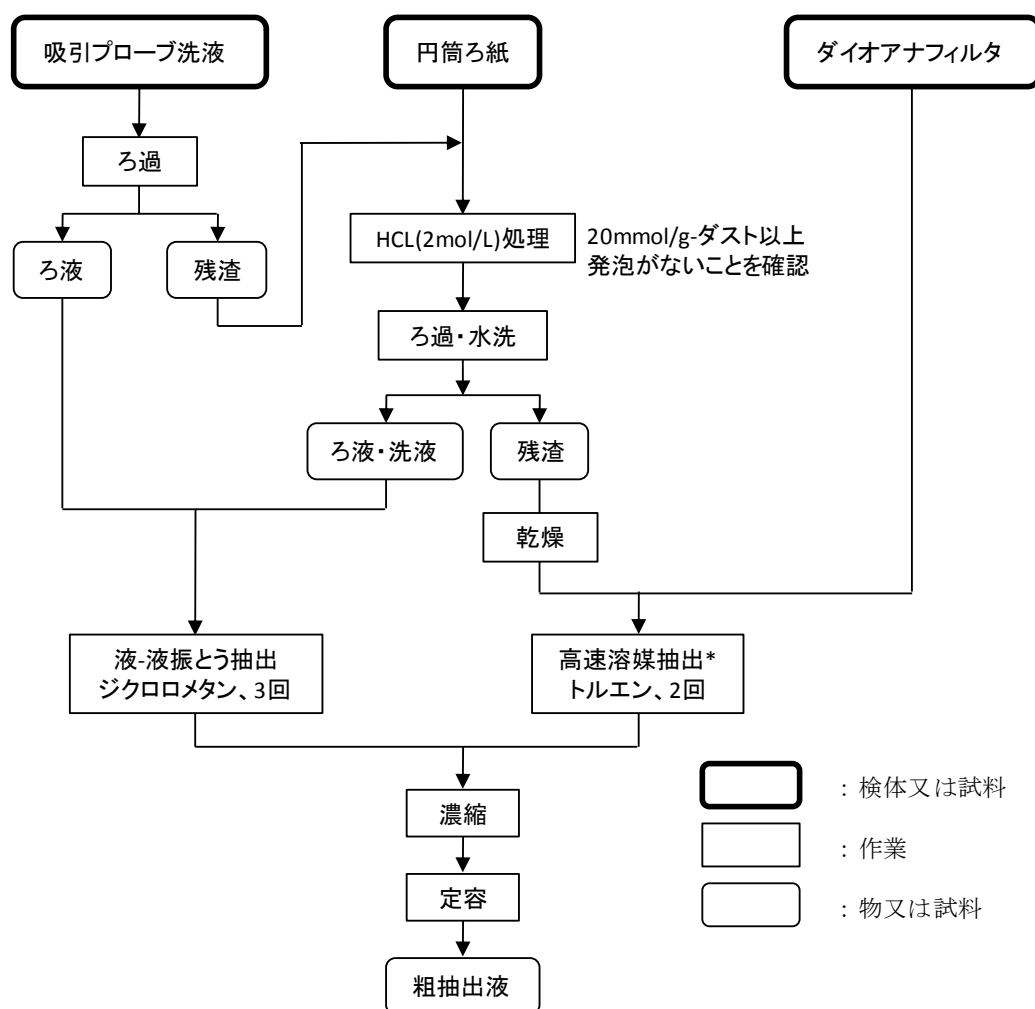 吸引プローブ洗液
円筒ろ紙
ダイオアナフィルタ
ろ過
ろ液
残渣
HCL(2mol/L)処理
20mmol/g-ダスト以上
発泡がないことを確認
ろ過・水洗
ろ液・洗液
残渣
乾燥
液-液振とう抽出
ジクロロメタン、3回
高速溶媒抽出*
トルエン、2回
濃縮
定容
粗抽出液
：検体又は試料
：作業
：物又は試料